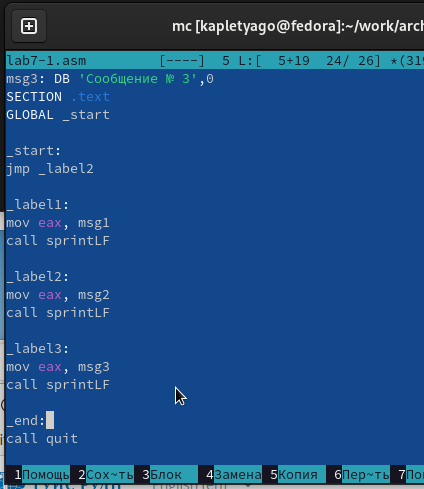 mc [kapletyago@fedora]:~/work/arch
lab7-1.asm [----] 5 L:[ 5+19 24/ 26] *(319
msg3: DB 'Сообщение № 3',0
SECTION .text
GLOBAL _start
_start:
jmp _label2
_label1:
mov eax, msg1
call sprintLF
_label2:
mov eax, msg2
call sprintLF
_label3:
mov eax, msg3
call sprintLF
_end:
call quit
1Помощь 2Сох~ть 3Блок 4Замена 5Копия 6Пер~ть 7По